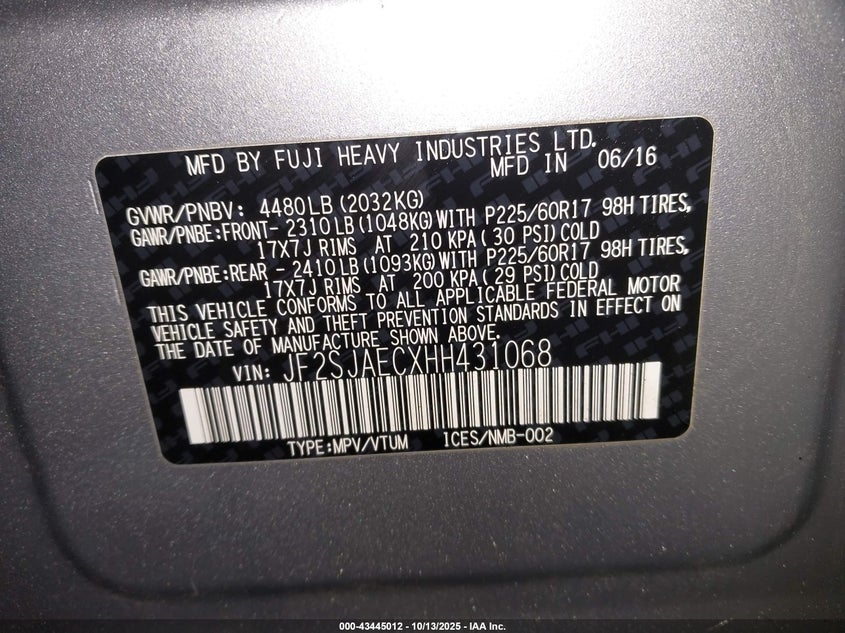 MFD BY FUJI HEAVY INDUSTRIES LTD.
MFD IN 06/16
GVWR/PNBV: 4480LB(2032KG)
GAWR/PNBE:FRONT- 2310LB(1048KG)WITH P225/60R17 98H TIRES,
17X7J RIMS AT 210 KPA( 30 PSI)COLD
GAWR/PNBE:REAR - 2410LB(1093KG)WITH P225/60R17 98H TIRES,
17X7J RIMS AT 200 KPA( 29 PSI)COLD
THIS VEHICLE CONFORMS TO ALL APPLICABLE FEDERAL MOTOR
VEHICLE SAFETY AND THEFT PREVENTION STANDARDS IN EFFECT ON
THE DATE OF MANUFACTURE SHOWN ABOVE.
VIN: JF2SJAECXHH431068
TYPE:MPV/VTUM ICES/NMB-002
000-43445012 - 10/13/2025 - IAA Inc.